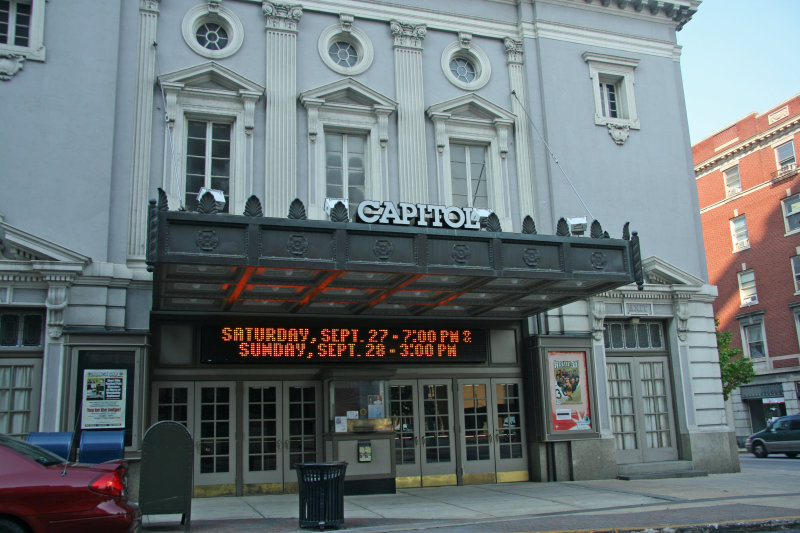 CAPITOL
SATURDAY, SEPT. 27 - 7:00 PM &
SUNDAY, SEPT. 28 - 3:00 PM